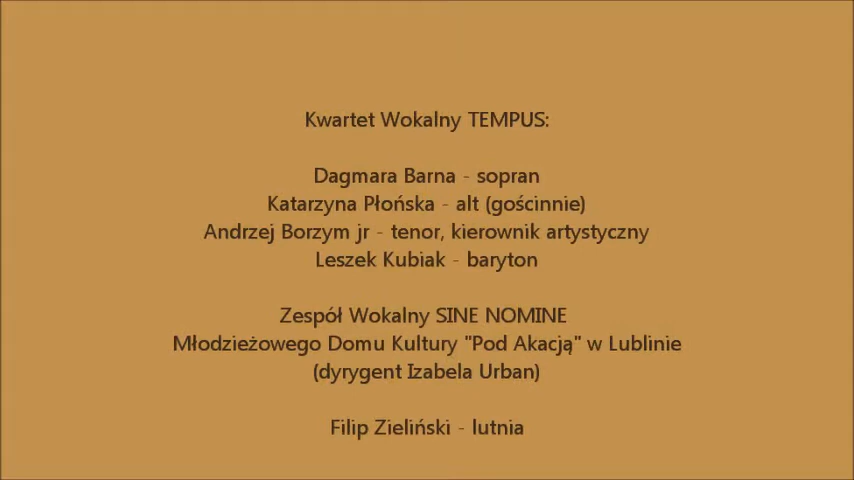 Kwartet Wokalny TEMPUS:
Dagmara Barna - sopran
Katarzyna Płońska - alt (gościnnie)
Andrzej Borzym jr - tenor, kierownik artystyczny
Leszek Kubiak - baryton
Zespół Wokalny SINE NOMINE
Młodzieżowego Domu Kultury "Pod Akacją" w Lublinie
(dyrygent Izabela Urban)
Filip Zieliński - lutnia